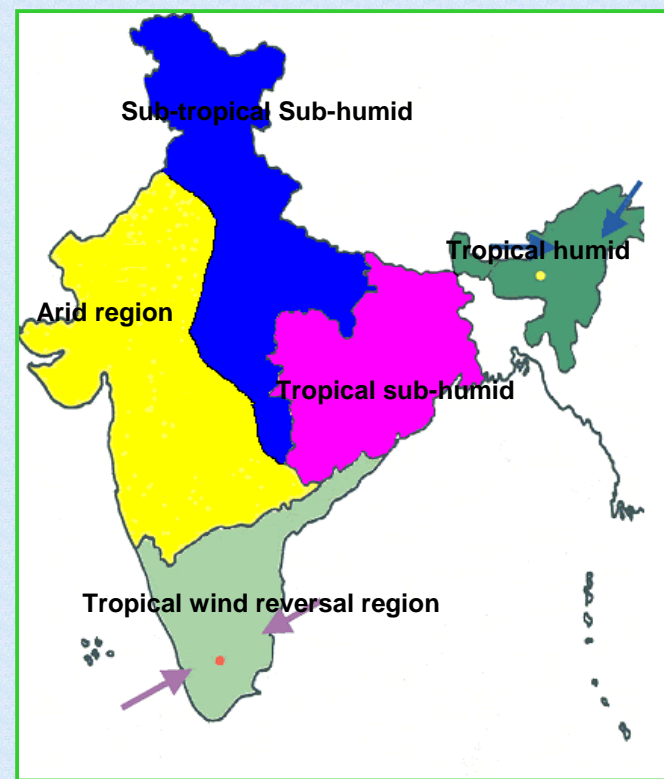 Sub-tropical Sub-humid
Tropical humid
Arid region
Tropical sub-humid
Tropical wind reversal region